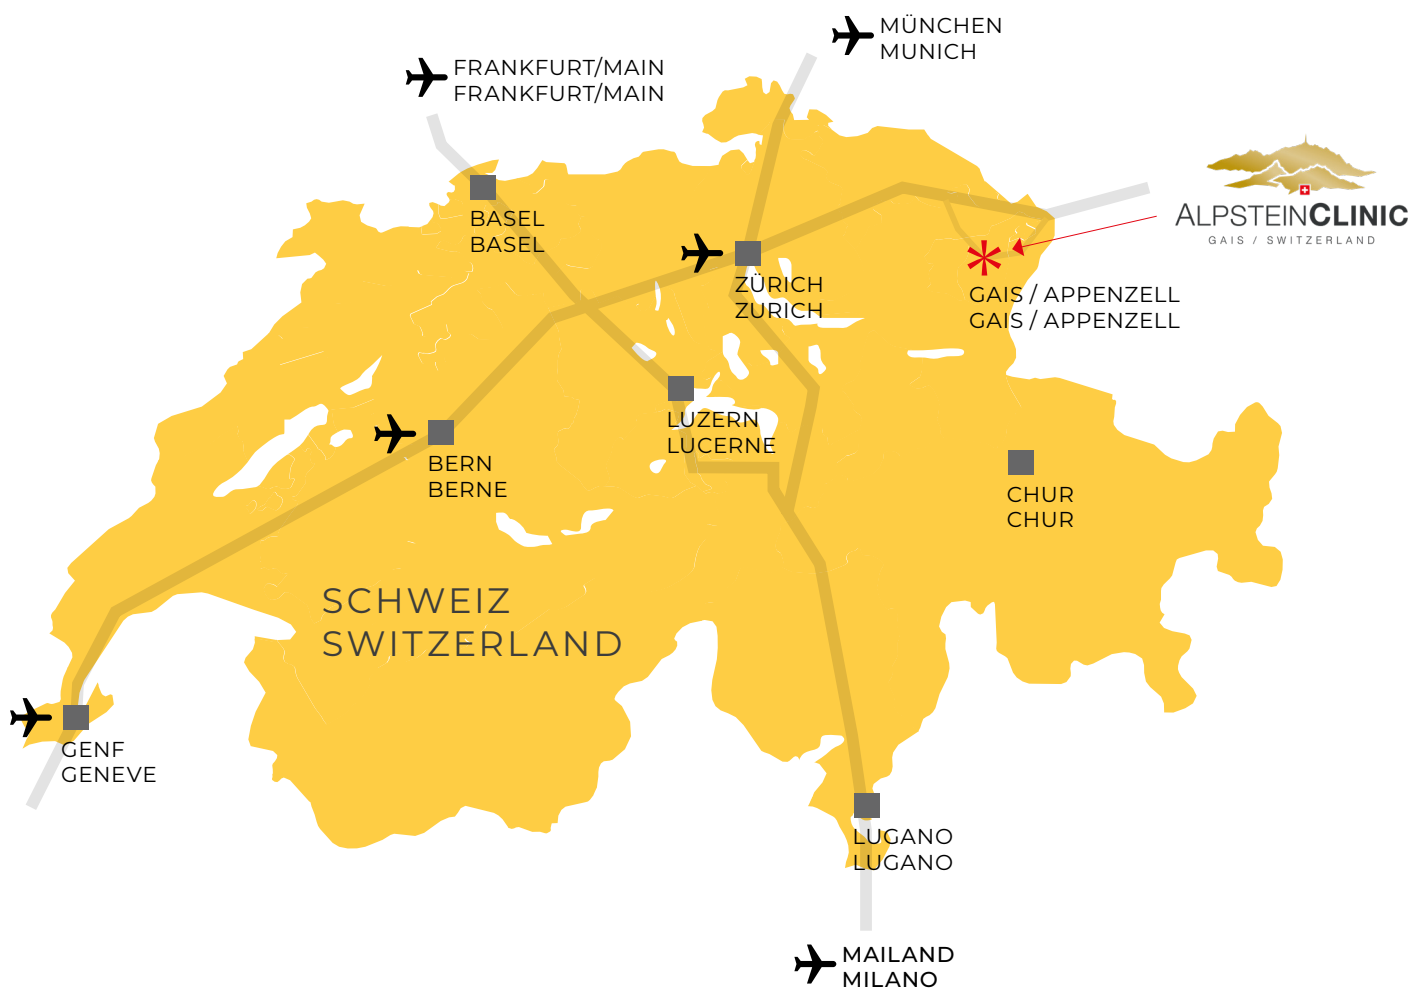 MÜNCHEN
MUNICH
FRANKFURT/MAIN
FRANKFURT/MAIN
ALPSTEINCLINIC
GAIS / SWITZERLAND
BASEL
BASEL
ZÜRICH
ZURICH
GAIS / APPENZELL
GAIS / APPENZELL
LUZERN
LUCERNE
BERN
BERNE
CHUR
CHUR
SCHWEIZ
SWITZERLAND
GENF
GENEVE
LUGANO
LUGANO
MAILAND
MILANO